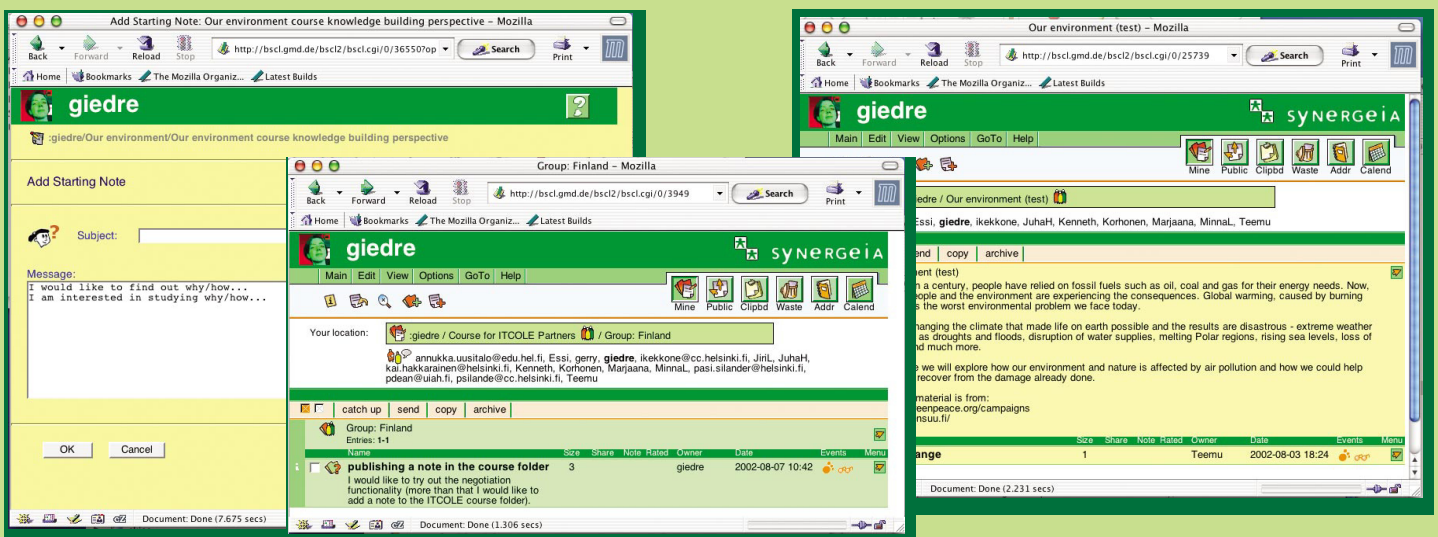 Add Starting Note: Our environment course knowledge building perspective – Mozilla
Back Forward Reload Stop http://bscl.gmd.de/bscl2/bscl.cgi/0/36550?op Search Print
Home Bookmarks The Mozilla Organiz... Latest Builds
giedre
:giedre/Our environment/Our environment course knowledge building perspective
Add Starting Note
Subject:
Message:
I would like to find out why/how...
I am interested in studying why/how...
OK Cancel
Document: Done (7.675 secs)
Group: Finland – Mozilla
Back Forward Reload Stop http://bscl.gmd.de/bscl2/bscl.cgi/0/3949 Search Print
Home Bookmarks The Mozilla Organiz... Latest Builds
giedre synergeia
Main Edit View Options GoTo Help
Mine Public Clipbd Waste Addr Calend
Your location: :giedre / Course for ITCOLE Partners / Group: Finland
annukka.uusitalo@edu.hel.fi, Essi, gerry, giedre, ikekkone@cc.helsinki.fi, JiriL, JuhaH,
kai.hakkarainen@helsinki.fi, Kenneth, Korhonen, Marjaana, MinnaL, pasi.silander@helsinki.fi,
pdean@uiah.fi, psilande@cc.helsinki.fi, Teemu
catch up send copy archive
Group: Finland
Entries: 1-1
Name Size Share Note Rated Owner Date Events Menu
publishing a note in the course folder 3 giedre 2002-08-07 10:42
I would like to try out the negotiation
functionality (more than that I would like to
add a note to the ITCOLE course folder).
Document: Done (1.306 secs)
Our environment (test) – Mozilla
Back Forward Reload Stop http://bscl.gmd.de/bscl2/bscl.cgi/0/25739 Search Print
Home Bookmarks The Mozilla Organiz... Latest Builds
giedre synergeia
Main Edit View Options GoTo Help
Mine Public Clipbd Waste Addr Calend
edre / Our environment (test)
Essi, giedre, ikekkone, JuhaH, Kenneth, Korhonen, Marjaana, MinnaL, Teemu
end copy archive
ent (test)
n a century, people have relied on fossil fuels such as oil, coal and gas for their energy needs. Now,
eople and the environment are experiencing the consequences. Global warming, caused by burning
s the worst environmental problem we face today.
hanging the climate that made life on earth possible and the results are disastrous - extreme weather
as droughts and floods, disruption of water supplies, melting Polar regions, rising sea levels, loss of
nd much more.
e we will explore how our environment and nature is affected by air pollution and how we could help
recover from the damage already done.
material is from:
eenpeace.org/campaigns
nsuu.fi/
Size Share Note Rated Owner Date Events Menu
ange 1 Teemu 2002-08-03 18:24
Document: Done (2.231 secs)